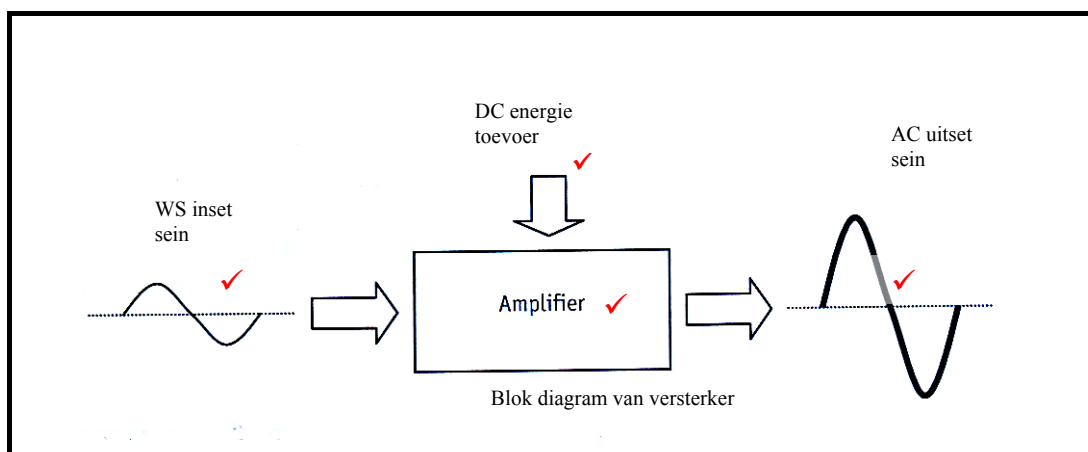 DC energie
toevoer
AC uitset
sein
WS inset
sein
Amplifier
Blok diagram van versterker